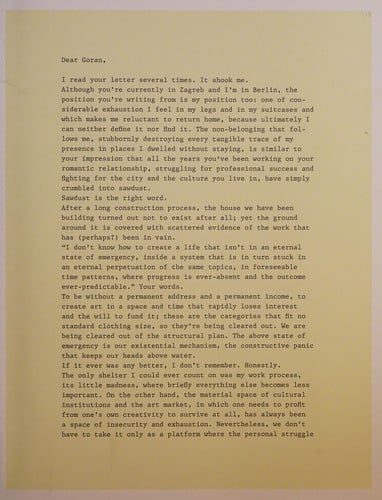 Dear Goran,
I read your letter several times. It shook me.
Although you're currently in Zagreb and I'm in Berlin, the
position you're writing from is my position too: one of con-
siderable exhaustion I feel in my legs and in my suitcases and
which makes me reluctant to return home, because ultimately I
can neither define it nor find it. The non-belonging that fol-
lows me, stubbornly destroying every tangible trace of my
presence in places I dwelled without staying, is similar to
your impression that all the years you've been working on your
romantic relationship, struggling for professional success and
fighting for the city and the culture you live in, have simply
crumbled into sawdust.
Sawdust is the right word.
After a long construction process, the house we have been
building turned out not to exist after all; yet the ground
around it is covered with scattered evidence of the work that
has (perhaps?) been in vain.
“I don't know how to create a life that isn't in an eternal
state of emergency, inside a system that is in turn stuck in
an eternal perpetuation of the same topics, in foreseeable
time patterns, where progress is ever-absent and the outcome
ever-predictable.” Your words.
To be without a permanent address and a permanent income, to
create art in a space and time that rapidly loses interest
and the will to fund it; these are the categories that fit no
standard clothing size, so they're being cleared out. We are
being cleared out of the structural plan. The above state of
emergency is our existential mechanism, the constructive panic
that keeps our heads above water.
If it ever was any better, I don't remember. Honestly.
The only shelter I could ever count on was my work process,
its little madness, where briefly everything else becomes less
important. On the other hand, the material space of cultural
institutions and the art market, in which one needs to profit
from one's own creativity to survive at all, has always been
a space of insecurity and exhaustion. Nevertheless, we don't
have to take it only as a platform where the personal struggle